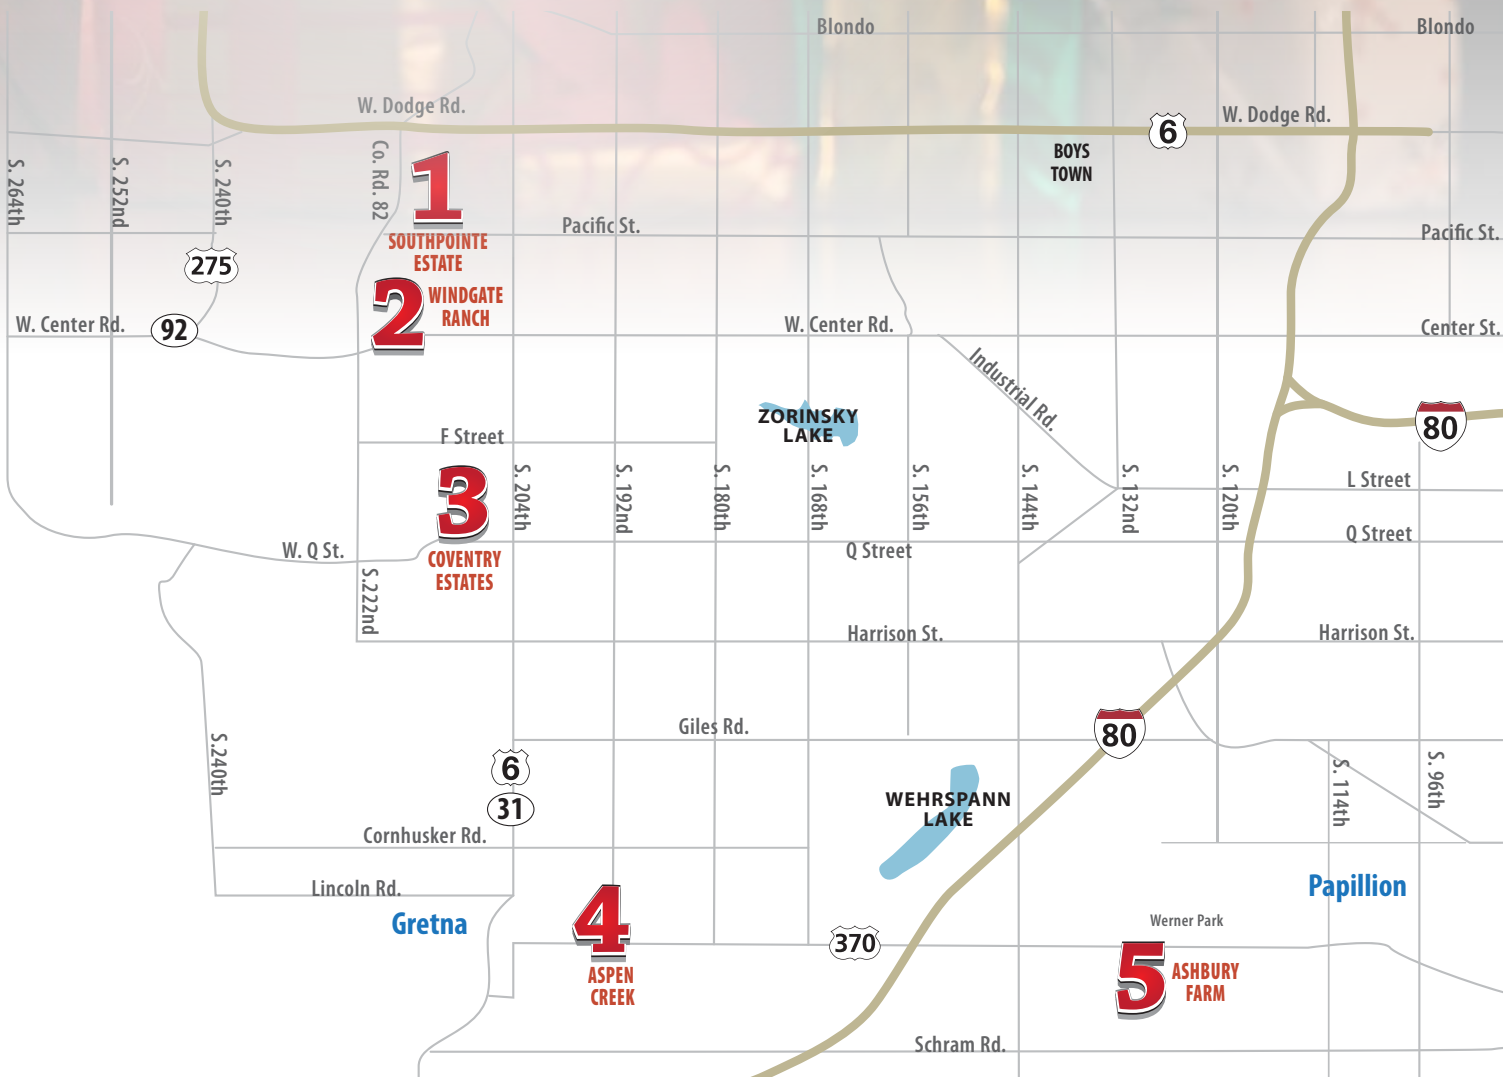 Blondo
Blondo
W. Dodge Rd.
W. Dodge Rd.
6
BOYS
TOWN
S. 264th
S. 252nd
S. 240th
Co. Rd. 82
1
SOUTHPOINTE
ESTATE
Pacific St.
Pacific St.
275
2
WINDGATE
RANCH
W. Center Rd.
92
W. Center Rd.
Center St.
Industrial Rd.
ZORINSKY
LAKE
80
F Street
3
COVENTRY
ESTATES
S. 204th
S. 192nd
S. 180th
S. 168th
S. 156th
S. 144th
S. 132nd
S. 120th
L Street
Q Street
W. Q St.
Q Street
S.222nd
Harrison St.
Harrison St.
Giles Rd.
80
S.240th
6
31
S. 114th
S. 96th
WEHRSPANN
LAKE
Cornhusker Rd.
Lincoln Rd.
Papillion
Gretna
4
ASPEN
CREEK
370
Werner Park
5
ASHBURY
FARM
Schram Rd.